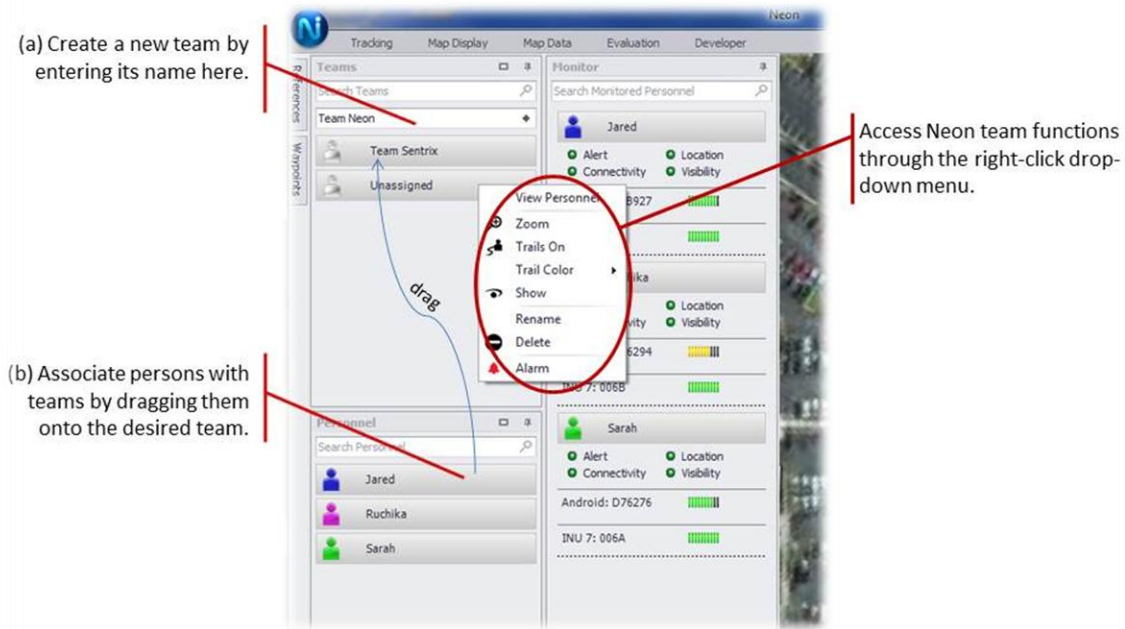 Neon
Tracking Map Display Map Data Evaluation Developer
(a) Create a new team by
entering its name here.
References
Waypoints
Teams
Search Teams
Team Neon
Team Sentrix
Unassigned
View Personnel
Zoom
Trails On
Trail Color
Show
Rename
Delete
Alarm
drag
(b) Associate persons with
teams by dragging them
onto the desired team.
Personnel
Search Personnel
Jared
Ruchika
Sarah
Monitor
Search Monitored Personnel
Jared
Alert Location
Connectivity Visibility
B927
Location
Visibility
6294
INU 7: 006B
Sarah
Alert Location
Connectivity Visibility
Android: D76276
INU 7: 006A
Access Neon team functions
through the right-click drop-
down menu.